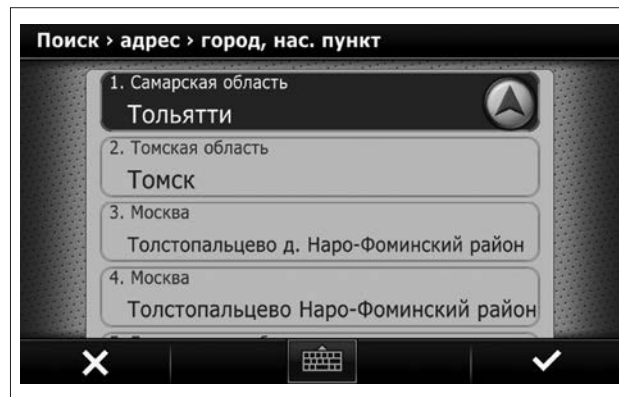 Поиск › адрес › город, нас. пункт
1. Самарская область
Тольятти
2. Томская область
Томск
3. Москва
Толстопальцево д. Наро-Фоминский район
4. Москва
Толстопальцево Наро-Фоминский район